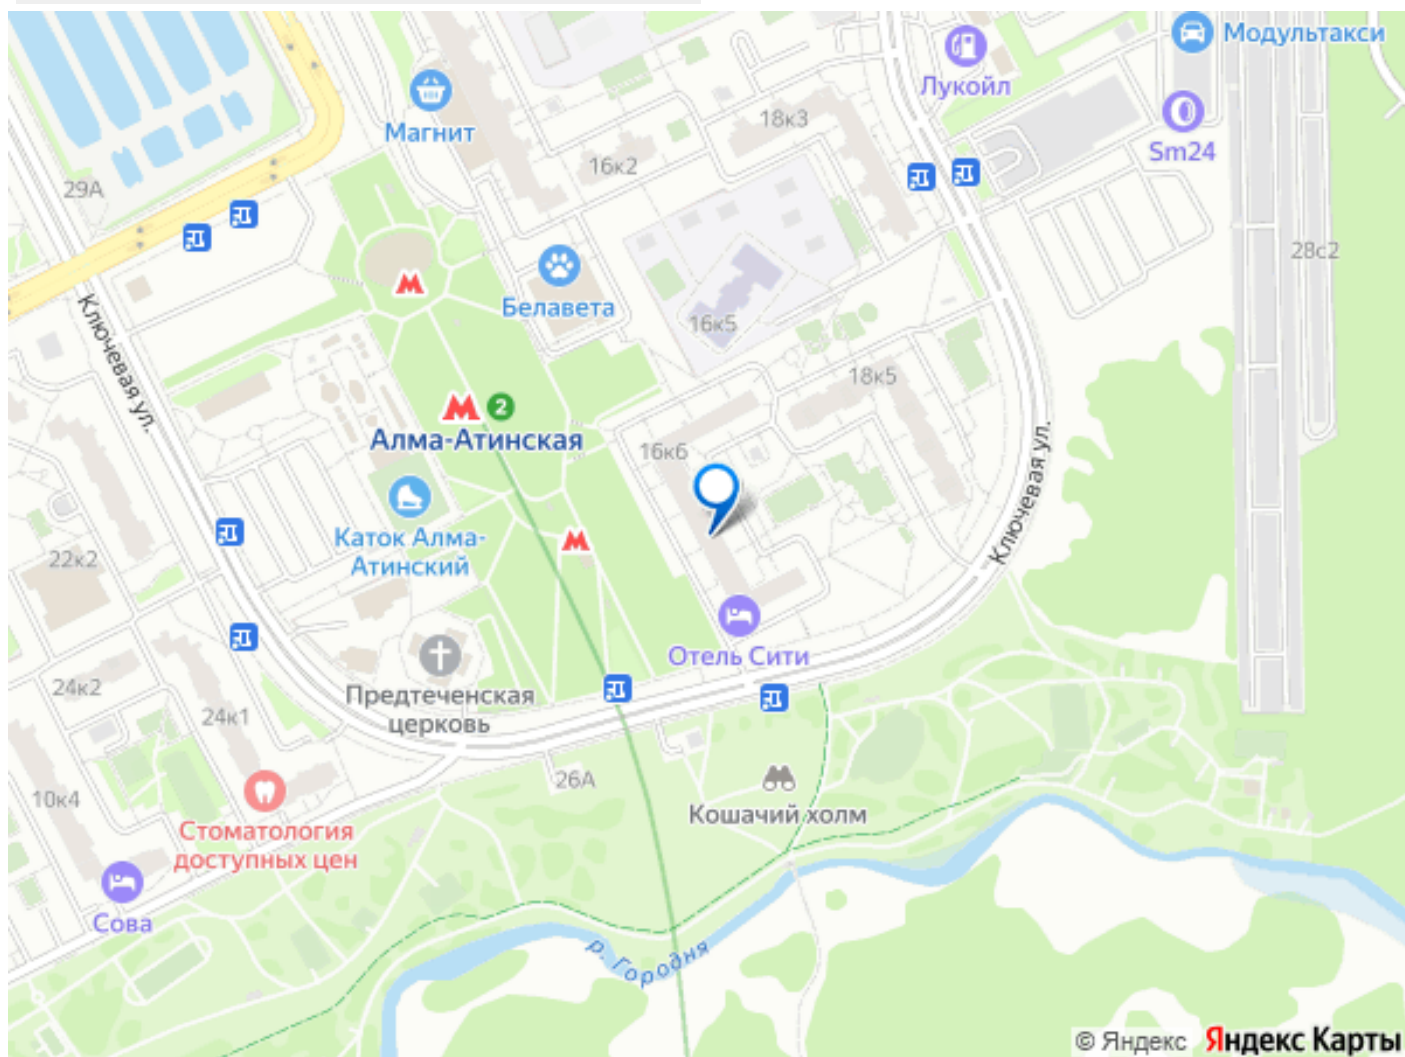 Модультакси
Лукойл
Магнит
18к3
Sm24
16к2
29А
28с2
Белавета
16к5
Ключевая ул.
18к5
2
Алма-Атинская
16к6
Ключевая ул.
Каток Алма-
Атинский
22к2
Отель Сити
Предтеченская
церковь
24к2
24к1
26А
10к4
Кошачий холм
Стоматология
доступных цен
Сова
р. Городня
© Яндекс Яндекс Карты